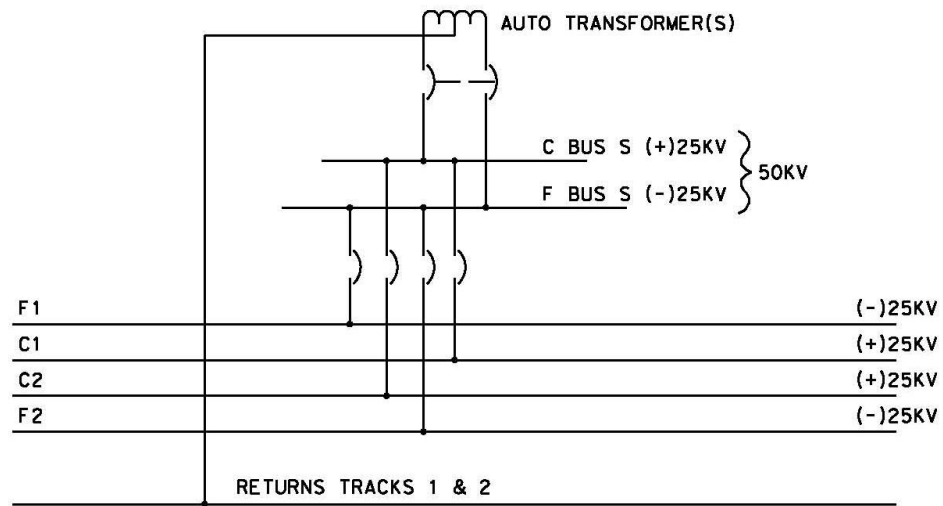 AUTO TRANSFORMER(S)
C BUS S (+)25KV
50KV
F BUS S (-)25KV
F1 (-)25KV
C1 (+)25KV
C2 (+)25KV
F2 (-)25KV
RETURNS TRACKS 1 & 2